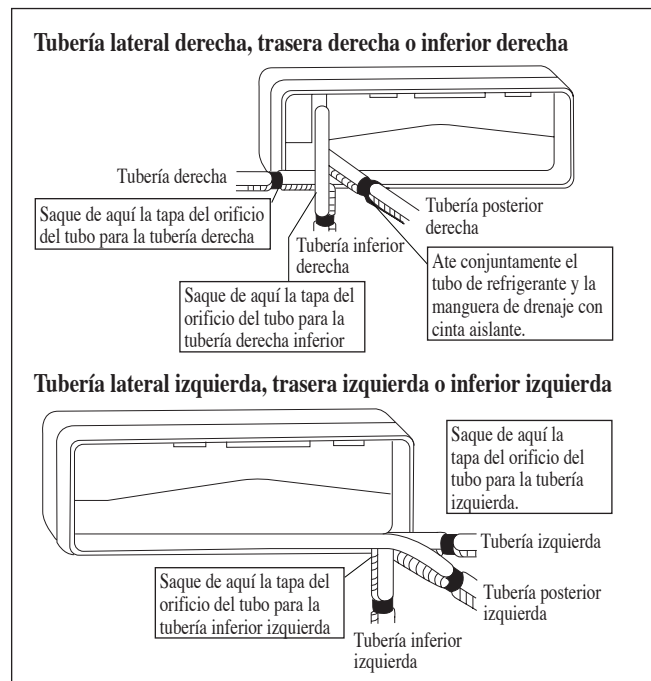 Tubería lateral derecha, trasera derecha o inferior derecha
Tubería derecha
Saque de aquí la tapa del orificio
del tubo para la tubería derecha
Tubería inferior
derecha
Saque de aquí la tapa del
orificio del tubo para la
tubería derecha inferior
Tubería posterior
derecha
Ate conjuntamente el
tubo de refrigerante y la
manguera de drenaje con
cinta aislante.
Tubería lateral izquierda, trasera izquierda o inferior izquierda
Saque de aquí la
tapa del orificio del
tubo para la tubería
izquierda.
Tubería izquierda
Tubería posterior
izquierda
Saque de aquí la tapa del
orificio del tubo para la
tubería inferior izquierda
Tubería inferior
izquierda